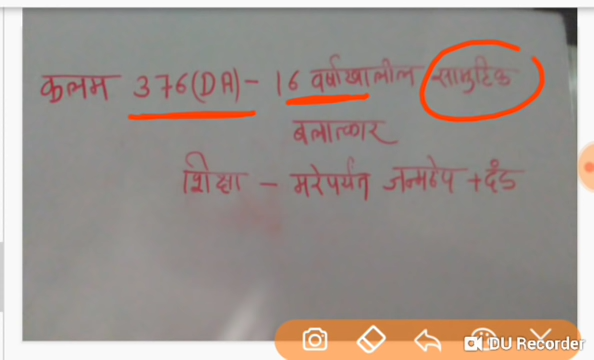 कलम 376(DA) - 16 वर्षाखालील सामुहिक
बलात्कार
शिक्षा - मरेपर्यंत जन्मठेप + दंड
DU Recorder